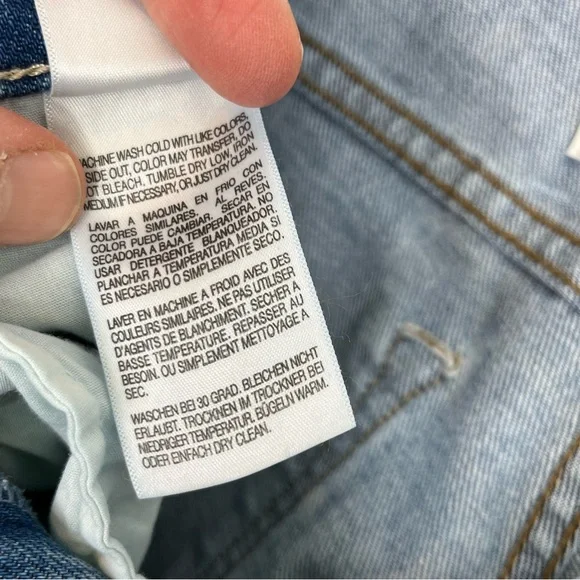 MACHINE WASH COLD WITH LIKE COLORS,
SIDE OUT, COLOR MAY TRANSFER, DO
NOT BLEACH, TUMBLE DRY LOW, IRON
MEDIUM IF NECESSARY, OR JUST DRY CLEAN.
LAVAR A MAQUINA EN FRIO CON
COLORES SIMILARES, AL REVES,
COLOR PUEDE CAMBIAR, SECAR EN
SECADORA A BAJA TEMPERATURA, NO
USAR DETERGENTE BLANQUEADOR,
PLANCHAR A TEMPERATURA MEDIA SI
ES NECESARIO O SIMPLEMENTE SECO.
LAVER EN MACHINE A FROID AVEC DES
COULEURS SIMILAIRES. NE PAS UTILISER
D'AGENTS DE BLANCHIMENT. SECHER A
BASSE TEMPERATURE. REPASSER AU
BESOIN. OU SIMPLEMENT METTOYAGE A
SEC.
WASCHEN BEI 30 GRAD. BLEICHEN NICHT
ERLAUBT. TROCKNEN IM TROCKNER BEI
NIEDRIGER TEMPERATUR. BÜGELN WARM.
ODER EINFACH DRY CLEAN.